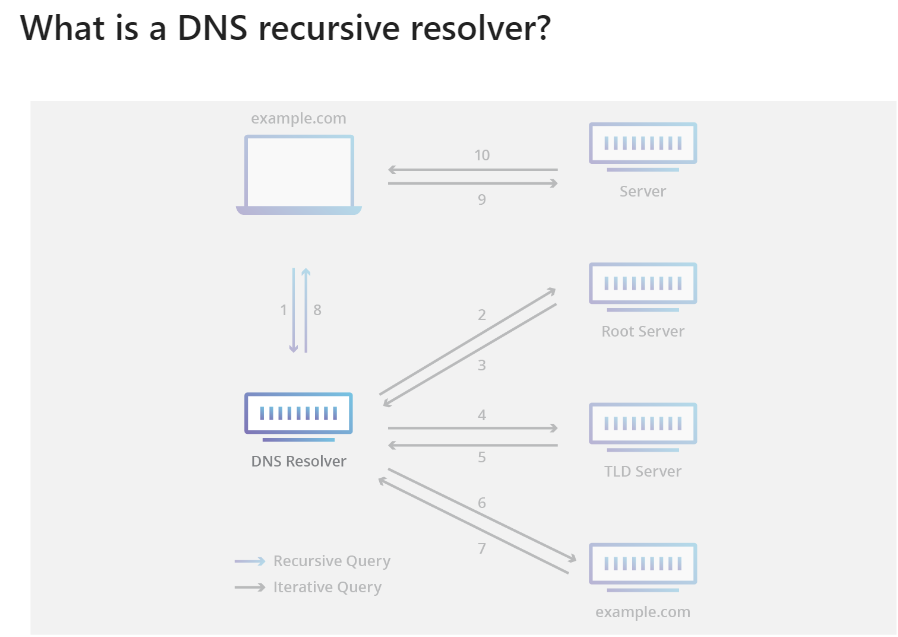 What is a DNS recursive resolver?
example.com
10
9
Server
1
8
2
3
Root Server
4
5
DNS Resolver
TLD Server
6
7
Recursive Query
Iterative Query
example.com